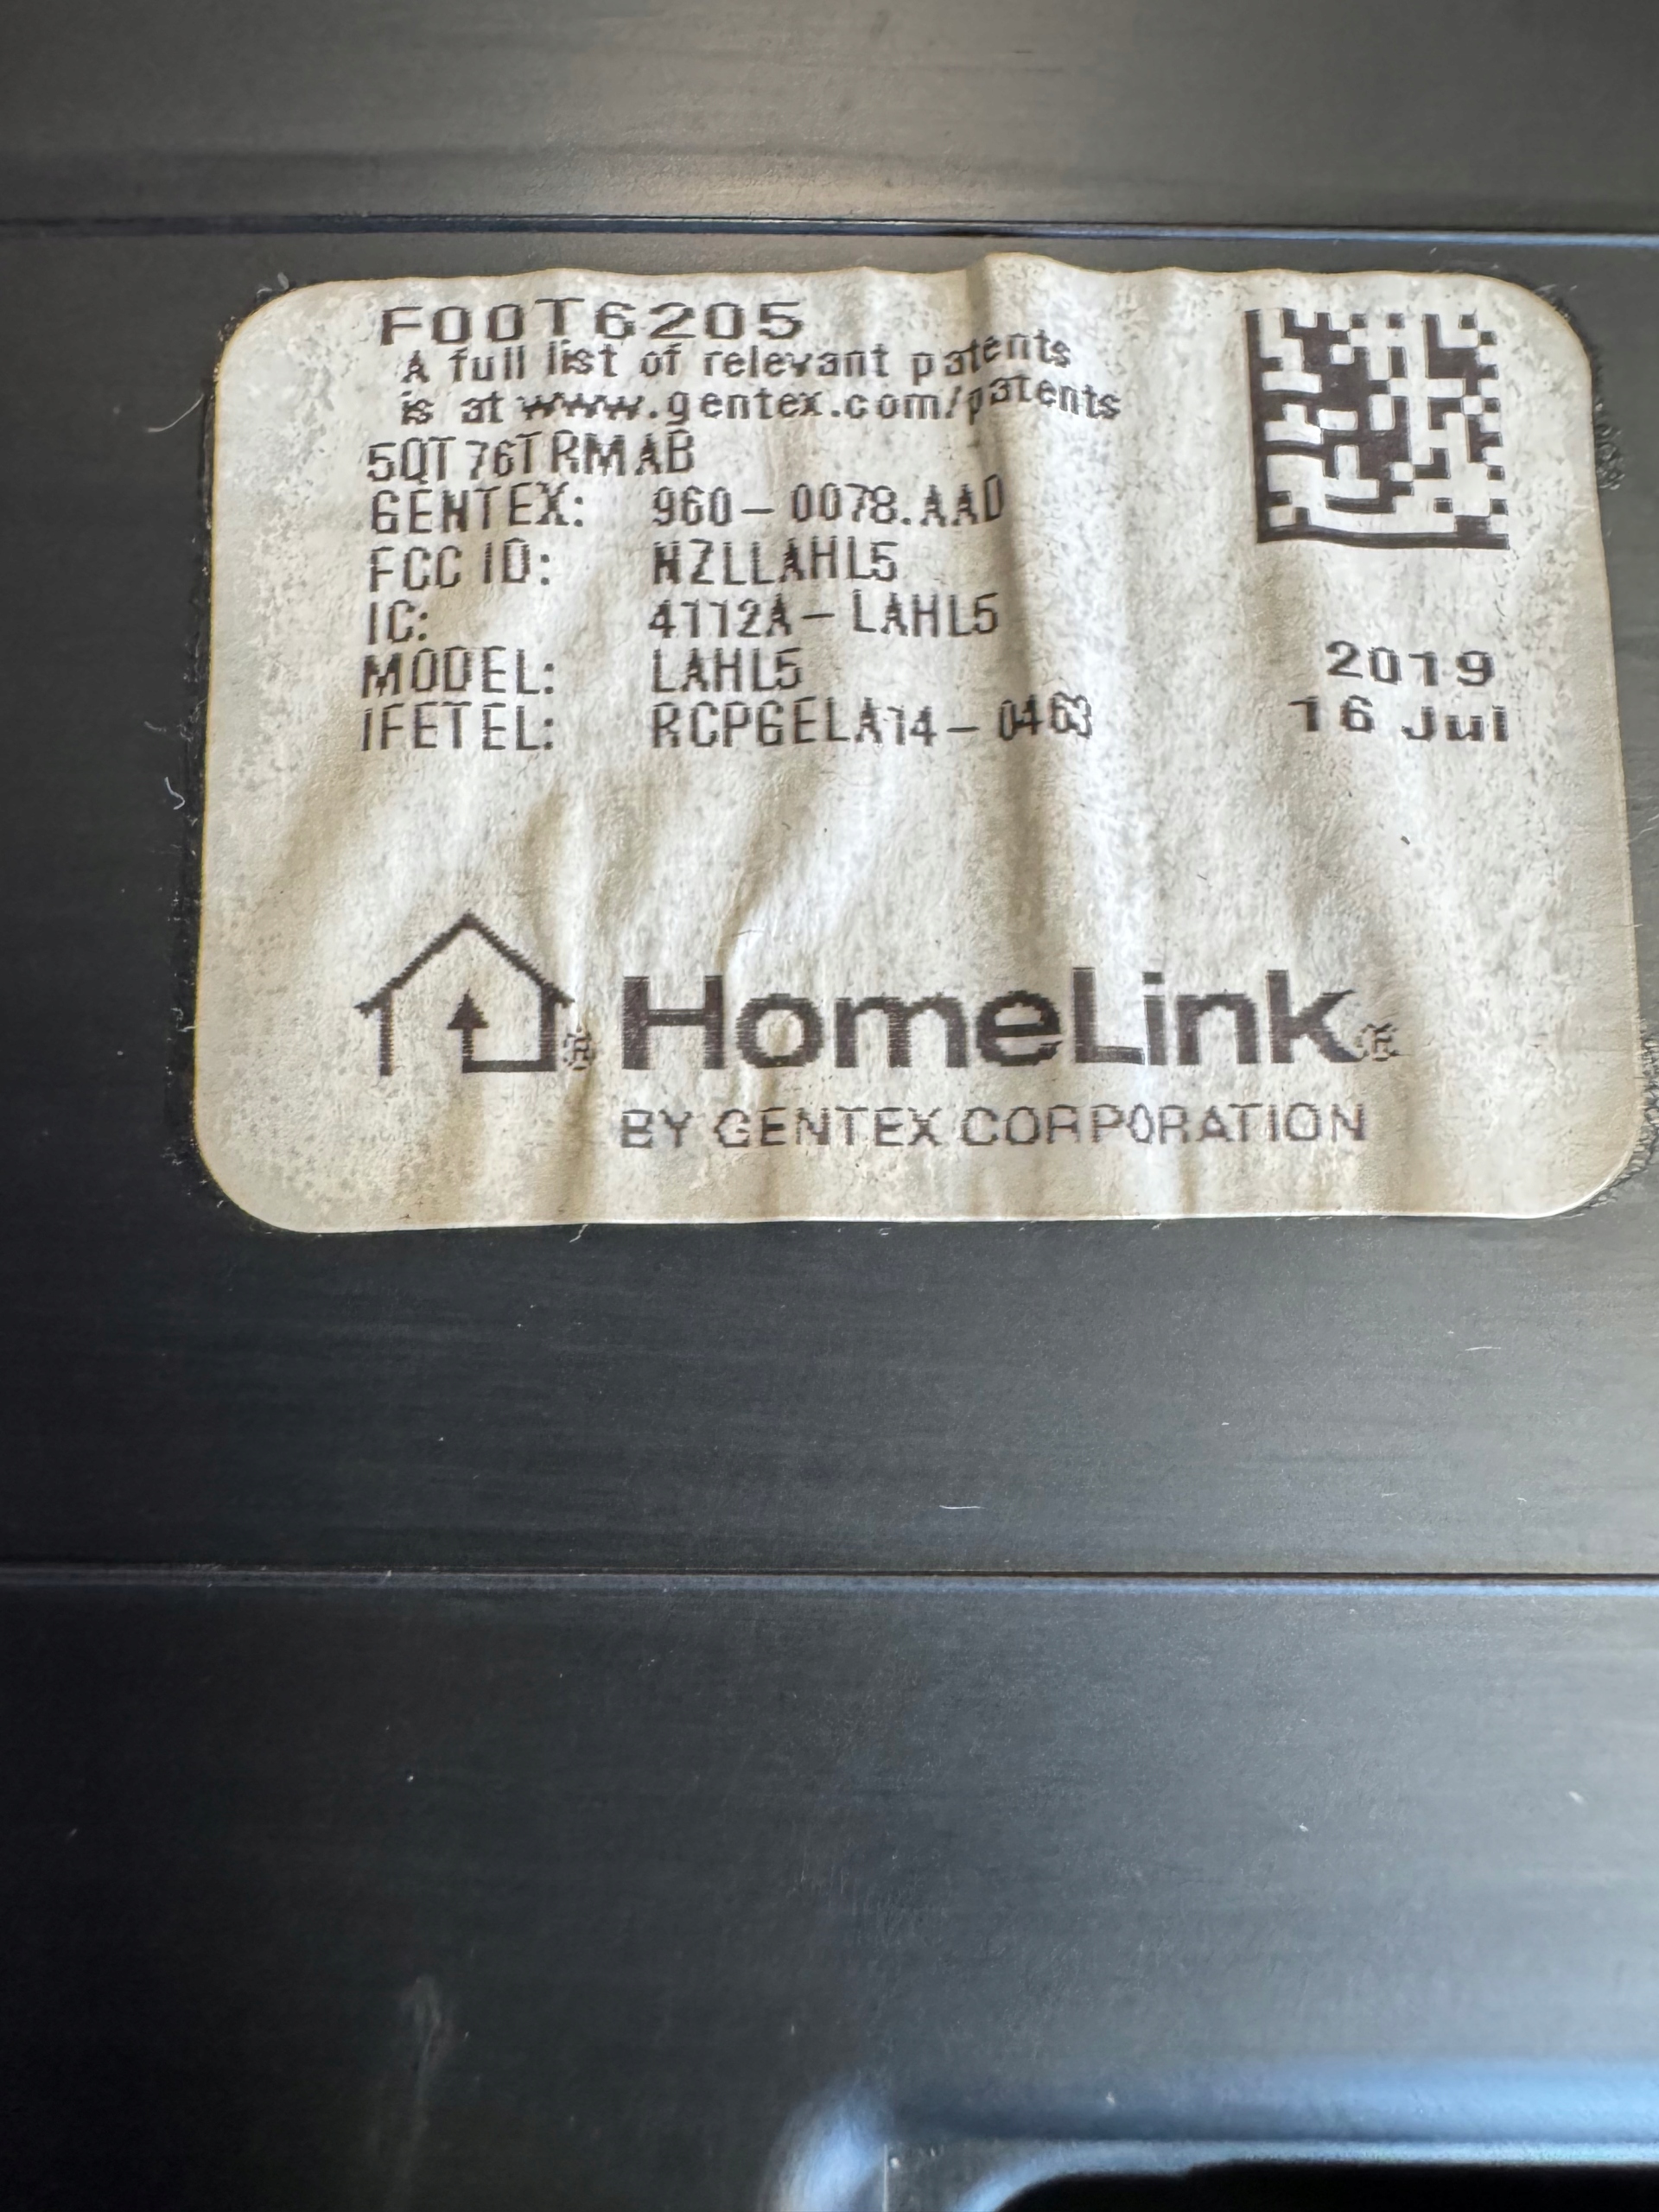 F00T6205
A full list of relevant patents
is at www.gentex.com/patents
5QT76TRMAB
GENTEX: 960-0078.AAD
FCC ID: NZLLAHL5
IC: 4112A-LAHL5
MODEL: LAHL5
IFETEL: RCPGELA14-0463
2019
16 Jul
® HomeLink®
BY GENTEX CORPORATION